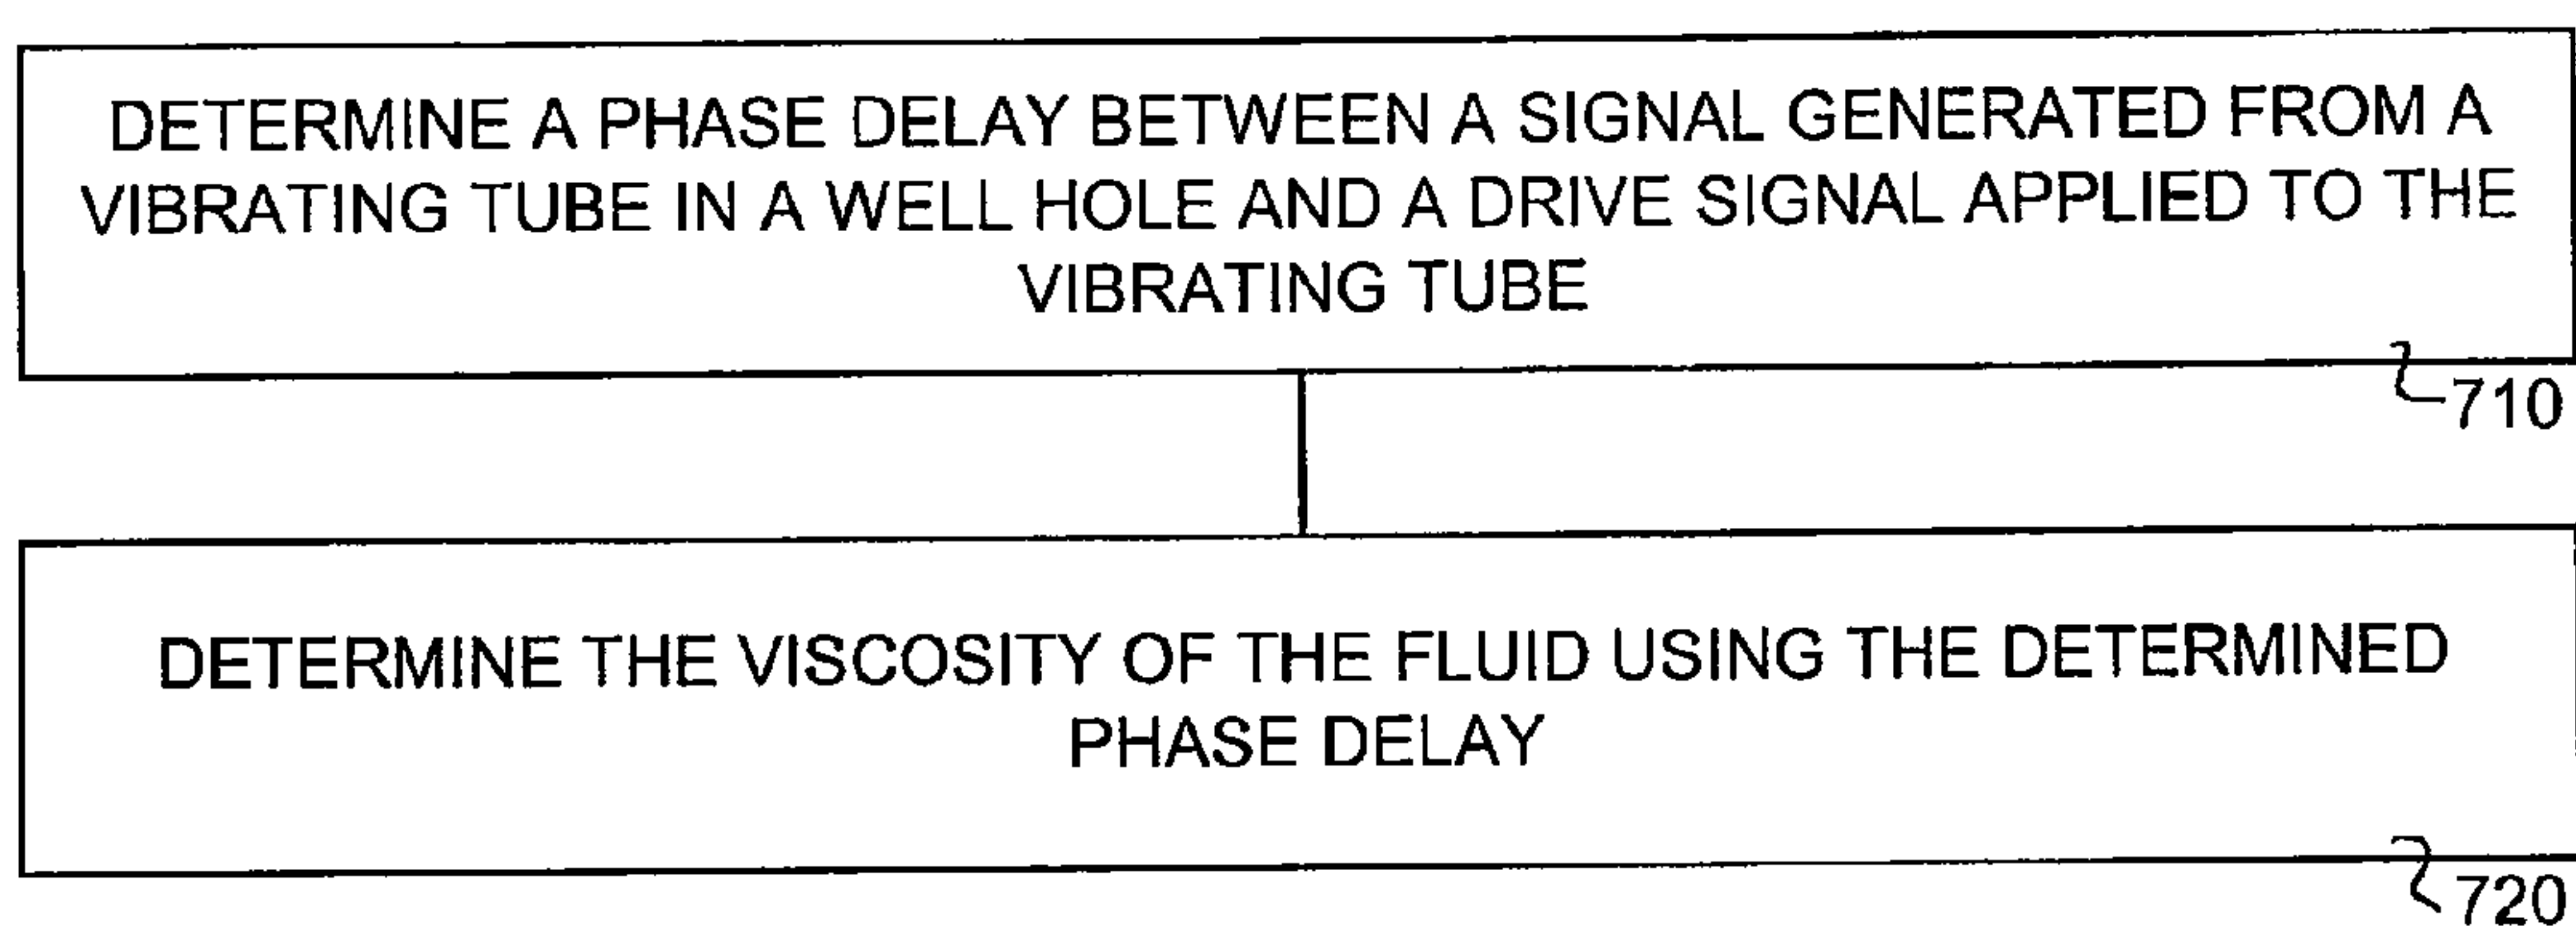 DETERMINE A PHASE DELAY BETWEEN A SIGNAL GENERATED FROM A
VIBRATING TUBE IN A WELL HOLE AND A DRIVE SIGNAL APPLIED TO THE
VIBRATING TUBE
710
DETERMINE THE VISCOSITY OF THE FLUID USING THE DETERMINED
PHASE DELAY
720